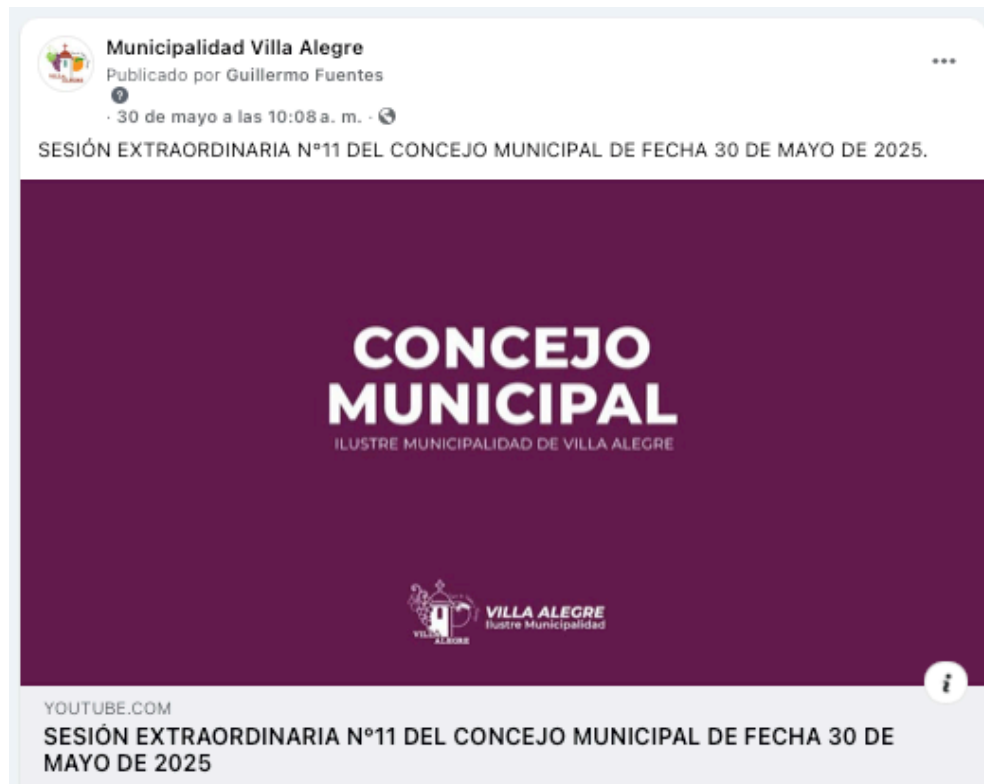 Municipalidad Villa Alegre
Publicado por Guillermo Fuentes
· 30 de mayo a las 10:08 a. m. ·
SESIÓN EXTRAORDINARIA N°11 DEL CONCEJO MUNICIPAL DE FECHA 30 DE MAYO DE 2025.
CONCEJO
MUNICIPAL
ILUSTRE MUNICIPALIDAD DE VILLA ALEGRE
VILLA ALEGRE
VILLA ALEGRE
Ilustre Municipalidad
YOUTUBE.COM
SESIÓN EXTRAORDINARIA N°11 DEL CONCEJO MUNICIPAL DE FECHA 30 DE
MAYO DE 2025